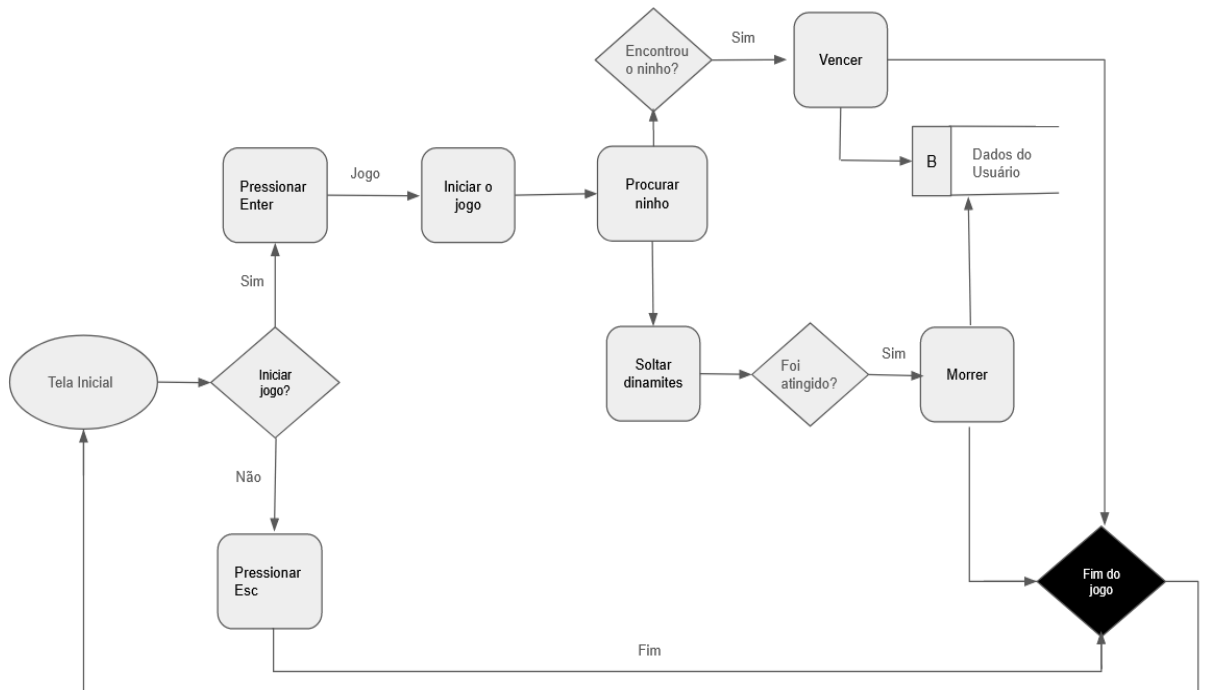 Encontrou
o ninho?
Sim
Vencer
B
Dados do
Usuário
Pressionar
Enter
Jogo
Iniciar o
jogo
Procurar
ninho
Sim
Tela Inicial
Iniciar
jogo?
Soltar
dinamites
Foi
atingido?
Sim
Morrer
Não
Pressionar
Esc
Fim
Fim do
jogo